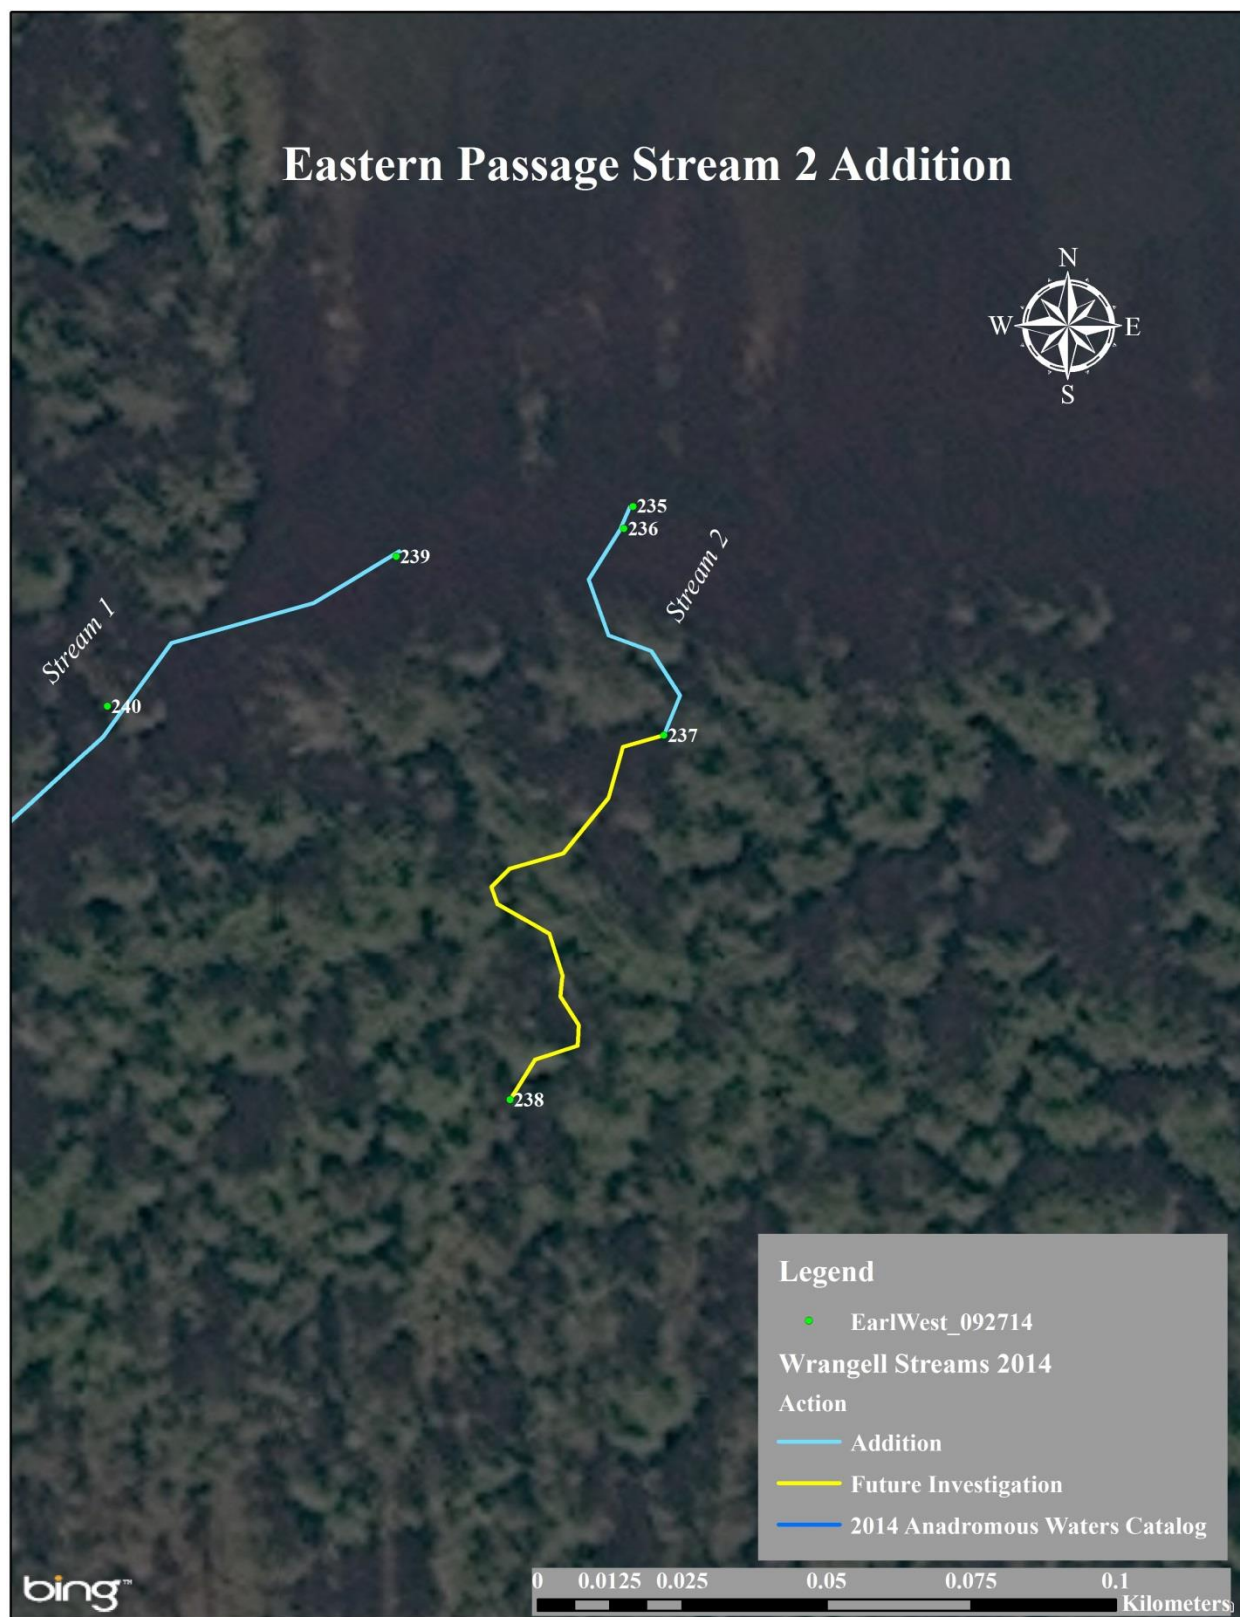 Eastern Passage Stream 2 Addition
N
W E
S
235
236
239
Stream 2
Stream 1
240
237
238
Legend
EarlWest_092714
Wrangell Streams 2014
Action
Addition
Future Investigation
2014 Anadromous Waters Catalog
bing™
0 0.0125 0.025 0.05 0.075 0.1
Kilometers